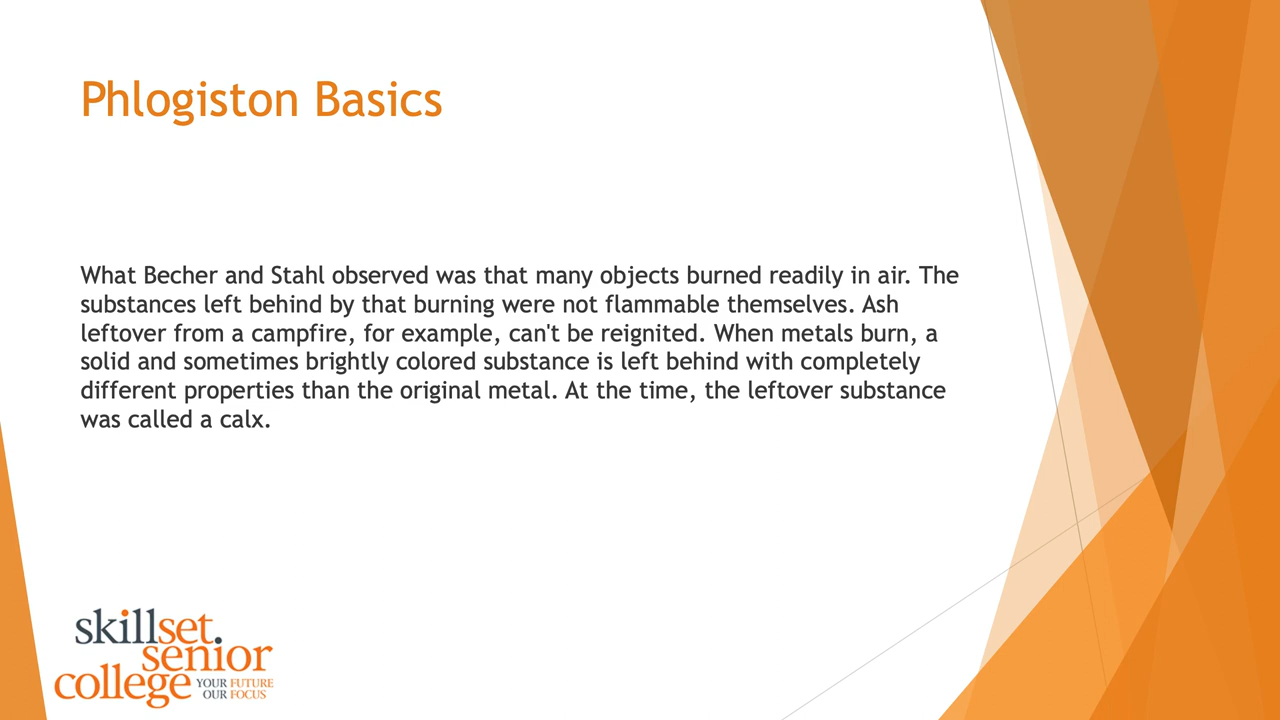 Phlogiston Basics
What Becher and Stahl observed was that many objects burned readily in air. The
substances left behind by that burning were not flammable themselves. Ash
leftover from a campfire, for example, can't be reignited. When metals burn, a
solid and sometimes brightly colored substance is left behind with completely
different properties than the original metal. At the time, the leftover substance
was called a calx.
skillset.
senior
college YOUR FUTURE
OUR FOCUS